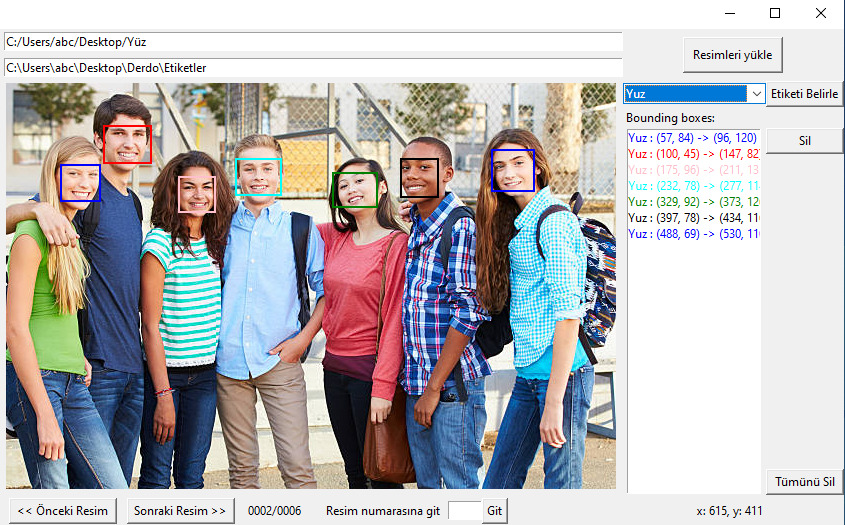 C:/Users/abc/Desktop/Yüz
Resimleri yükle
C:\Users\abc\Desktop\Derdo\Etiketler
Yuz
Etiketi Belirle
Bounding boxes:
Yuz : (57, 84) -> (96, 120)
Sil
Yuz : (100, 45) -> (147, 82
Yuz : (175, 96) -> (211, 13
Yuz : (232, 78) -> (277, 11
Yuz : (329, 92) -> (373, 12
Yuz : (397, 78) -> (434, 11
Yuz : (488, 69) -> (530, 11
Tümünü Sil
<< Önceki Resim
Sonraki Resim >>
0002/0006
Resim numarasına git
Git
x: 615, y: 411